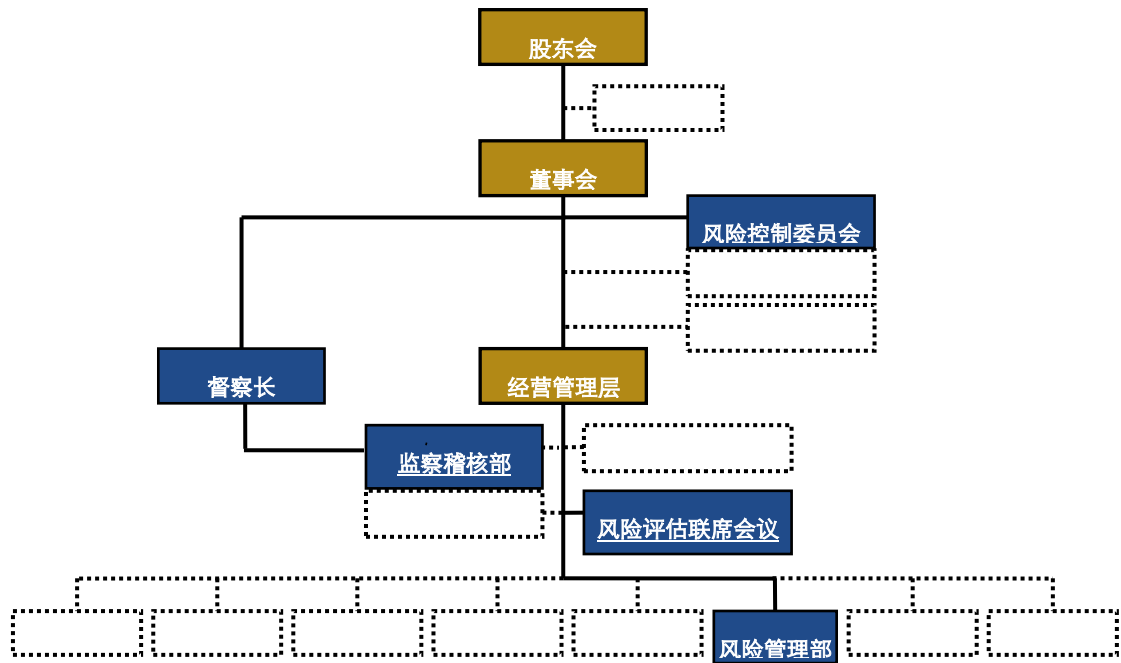 股东会
董事会
风险控制委员会
督察长
经营管理层
监察稽核部
风险评估联席会议
风险管理部